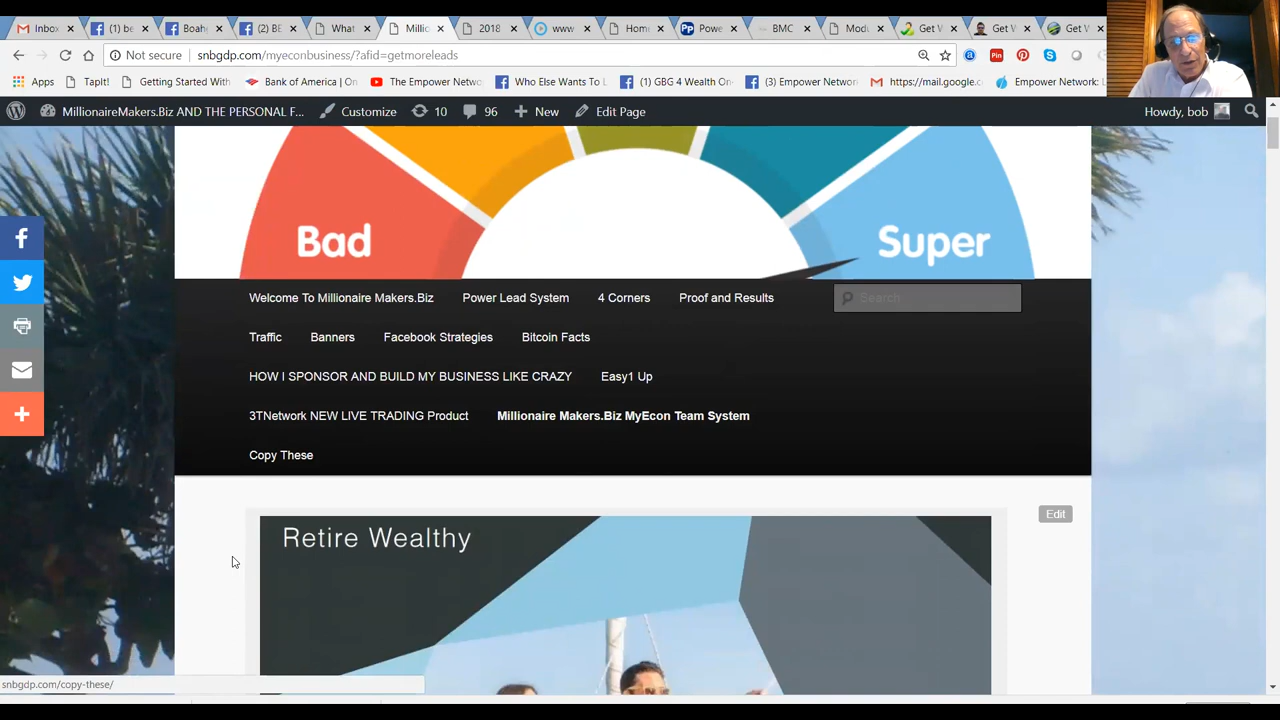 Inbox
(1) be
Boahe
(2) BE
What
Millio
2018
www
Home
Powe
BMC
Modu
Get V
Get V
Get V
Not secure
snbgdp.com/myeconbusiness/?afid=getmoreleads
Apps
Tapit!
Getting Started With
Bank of America | On
The Empower Netwo
Who Else Wants To L
(1) GBG 4 Wealth On
(3) Empower Networ
https://mail.google.c
Empower Network:
MillionaireMakers.Biz AND THE PERSONAL F...
Customize
10
96
New
Edit Page
Howdy, bob
Bad
Super
Welcome To Millionaire Makers.Biz
Power Lead System
4 Corners
Proof and Results
Search
Traffic
Banners
Facebook Strategies
Bitcoin Facts
HOW I SPONSOR AND BUILD MY BUSINESS LIKE CRAZY
Easy1 Up
3TNetwork NEW LIVE TRADING Product
Millionaire Makers.Biz MyEcon Team System
Copy These
Edit
Retire Wealthy
snbgdp.com/copy-these/